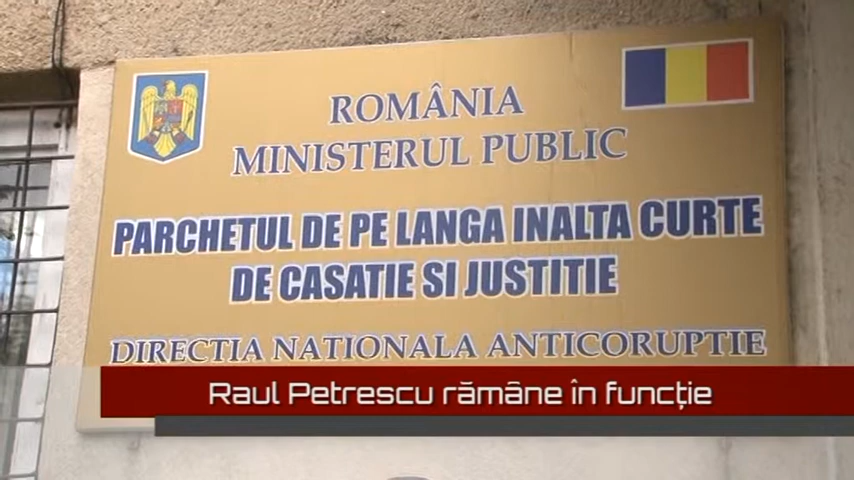 ROMÂNIA
MINISTERUL PUBLIC
PARCHETUL DE PE LANGA INALTA CURTE
DE CASATIE SI JUSTITIE
DIRECTIA NATIONALA ANTICORUPTIE
Raul Petrescu rămâne în funcție